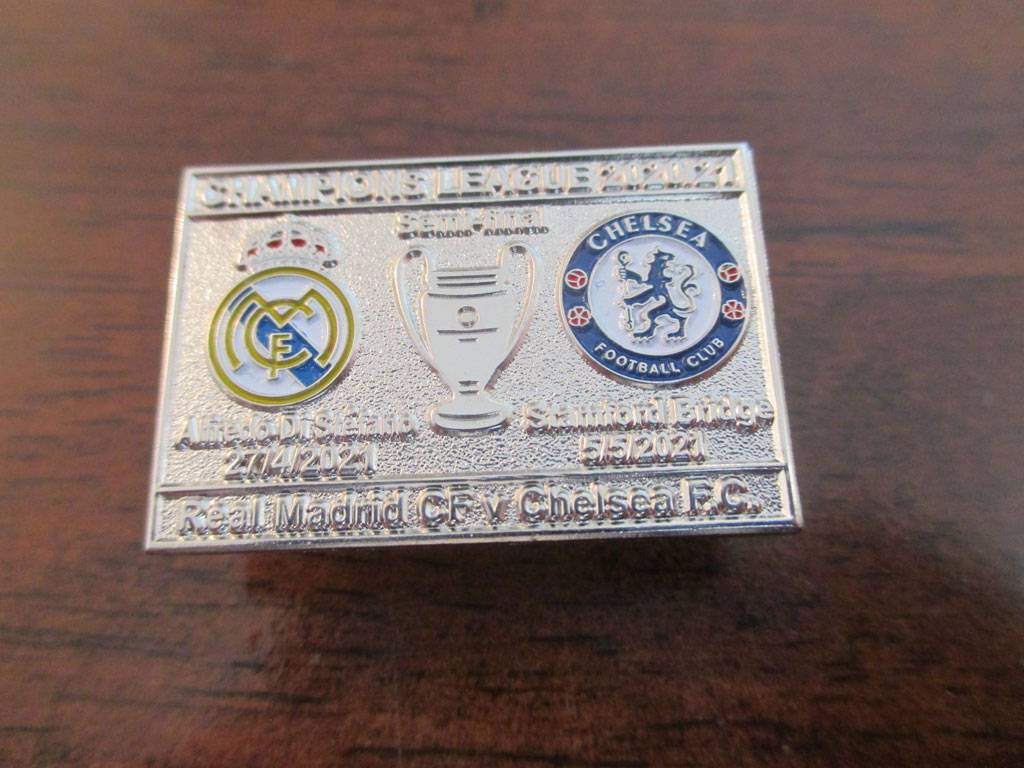 CHAMPIONS LEAGUE 2020/21
Semi-final
CHELSEA
FOOTBALL CLUB
Alfredo Di Stéfano
27/4/2021
Stamford Bridge
5/5/2021
Real Madrid CF v Chelsea F.C.